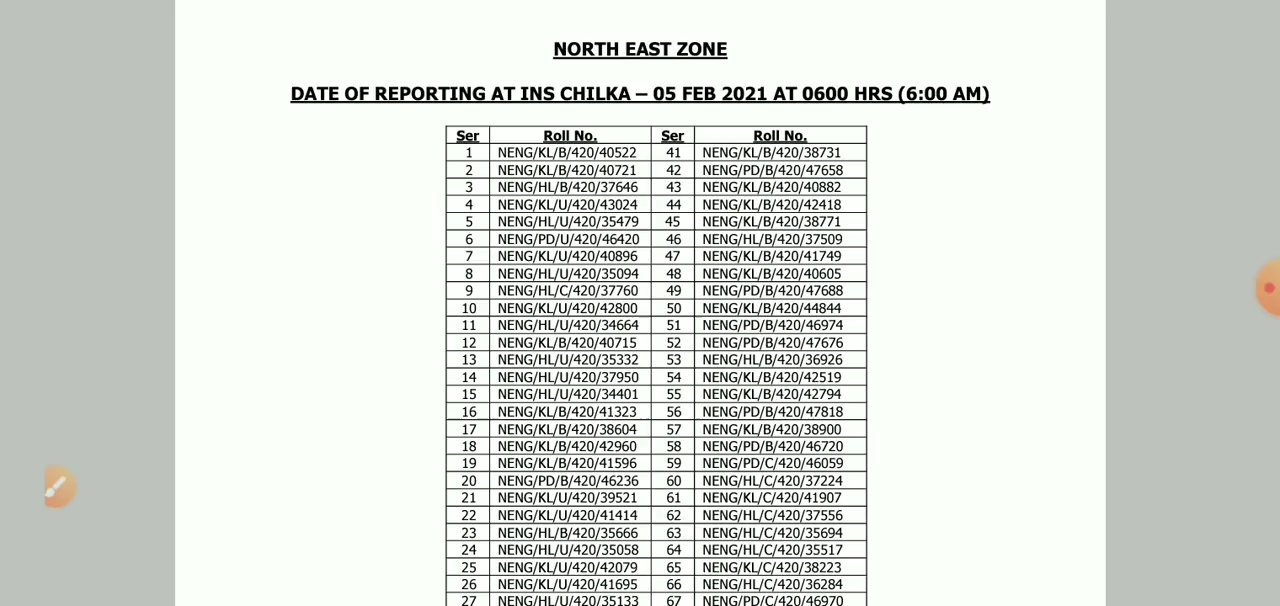 NORTH EAST ZONE
DATE OF REPORTING AT INS CHILKA – 05 FEB 2021 AT 0600 HRS (6:00 AM)
Ser Roll No. Ser Roll No.
1 NENG/KL/B/420/40522 41 NENG/KL/B/420/38731
2 NENG/KL/B/420/40721 42 NENG/PD/B/420/47658
3 NENG/HL/B/420/37646 43 NENG/KL/B/420/40882
4 NENG/KL/U/420/43024 44 NENG/KL/B/420/42418
5 NENG/HL/U/420/35479 45 NENG/KL/B/420/38771
6 NENG/PD/U/420/46420 46 NENG/HL/B/420/37509
7 NENG/KL/U/420/40896 47 NENG/KL/B/420/41749
8 NENG/HL/U/420/35094 48 NENG/KL/B/420/40605
9 NENG/HL/C/420/37760 49 NENG/PD/B/420/47688
10 NENG/KL/U/420/42800 50 NENG/KL/B/420/44844
11 NENG/HL/U/420/34664 51 NENG/PD/B/420/46974
12 NENG/KL/B/420/40715 52 NENG/PD/B/420/47676
13 NENG/HL/U/420/35332 53 NENG/HL/B/420/36926
14 NENG/HL/U/420/37950 54 NENG/KL/B/420/42519
15 NENG/HL/U/420/34401 55 NENG/KL/B/420/42794
16 NENG/KL/B/420/41323 56 NENG/PD/B/420/47818
17 NENG/KL/B/420/38604 57 NENG/KL/B/420/38900
18 NENG/KL/B/420/42960 58 NENG/PD/B/420/46720
19 NENG/KL/B/420/41596 59 NENG/PD/C/420/46059
20 NENG/PD/B/420/46236 60 NENG/HL/C/420/37224
21 NENG/KL/U/420/39521 61 NENG/KL/C/420/41907
22 NENG/KL/U/420/41414 62 NENG/HL/C/420/37556
23 NENG/HL/B/420/35666 63 NENG/HL/C/420/35694
24 NENG/HL/U/420/35058 64 NENG/HL/C/420/35517
25 NENG/KL/U/420/42079 65 NENG/KL/C/420/38223
26 NENG/KL/U/420/41695 66 NENG/HL/C/420/36284
27 NENG/HL/U/420/35133 67 NENG/PD/C/420/46970